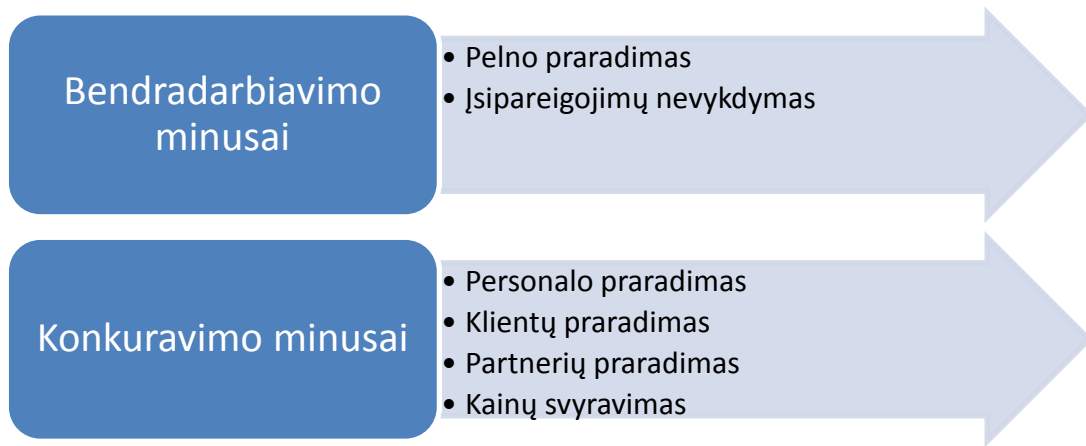 Bendradarbiavimo
minusai
• Pelno praradimas
• Įsipareigojimų nevykdymas
Konkuravimo minusai
• Personalo praradimas
• Klientų praradimas
• Partnerių praradimas
• Kainų svyravimas